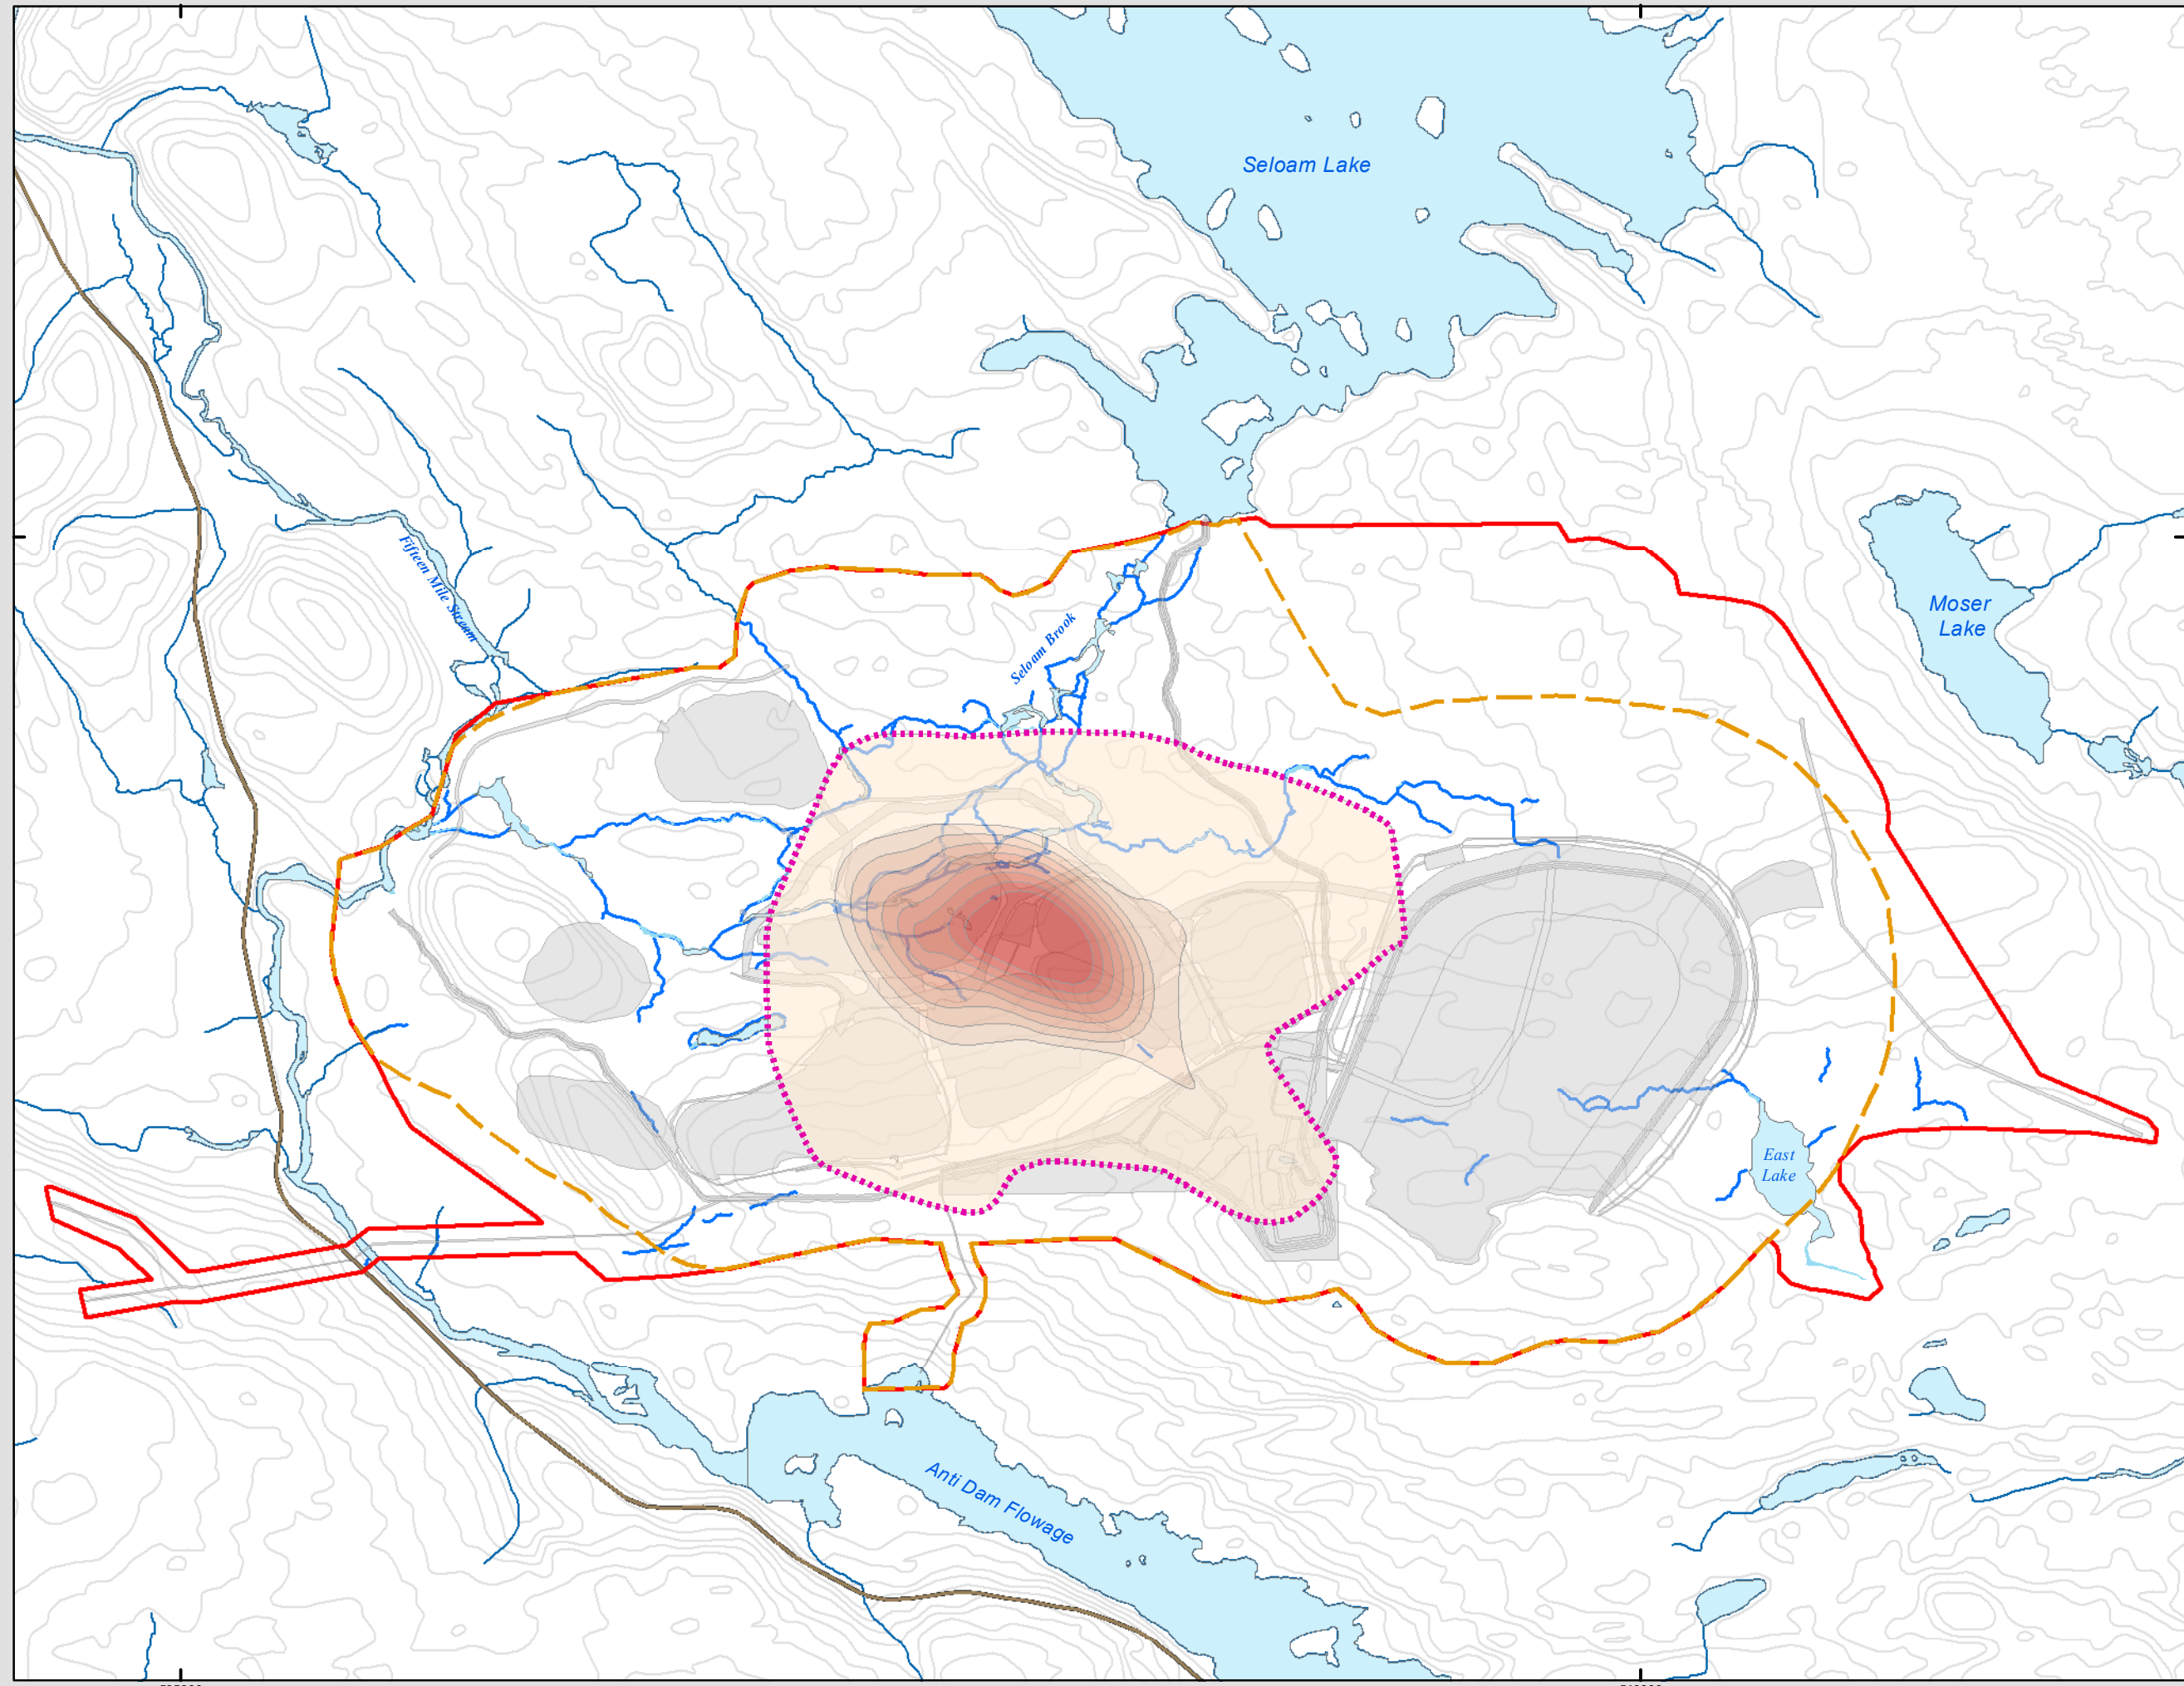 Seloam Lake
Fifteen Mile Stream
Moser
Lake
Seloam Brook
East
Lake
Anti Dam Flowage